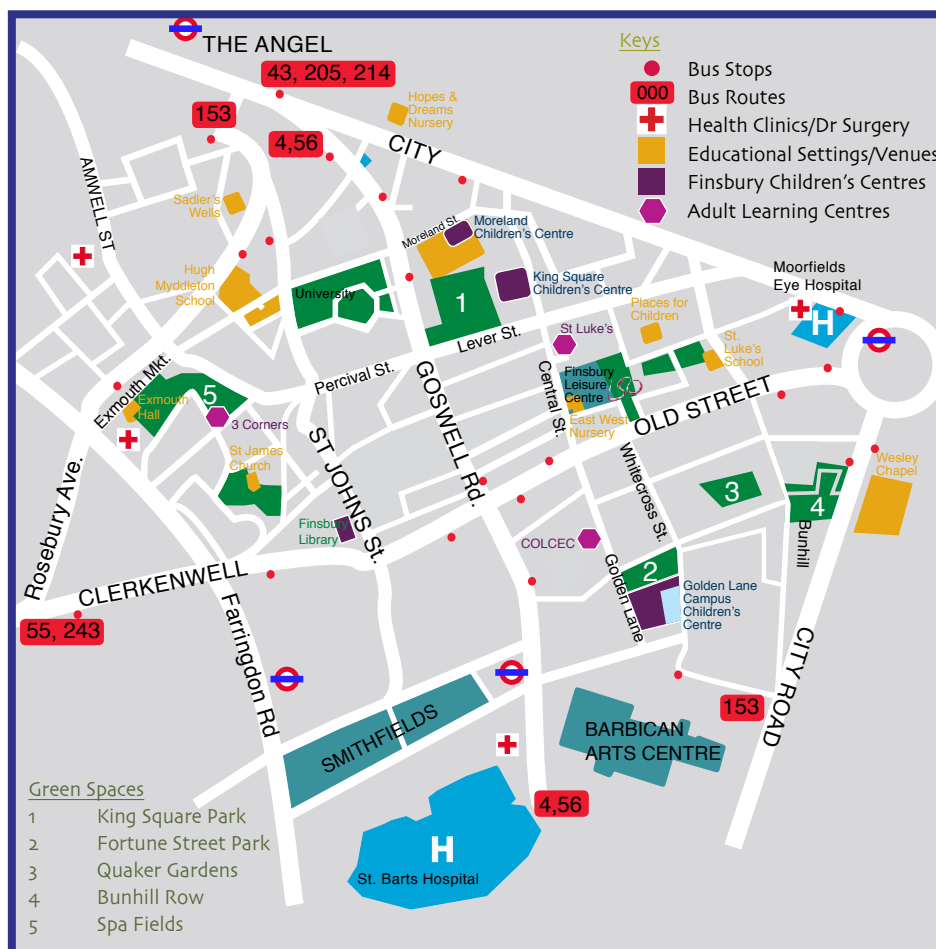 THE ANGEL
43, 205, 214
153
4,56
Hopes &
Dreams
Nursery
CITY
Keys
Bus Stops
000
Bus Routes
Health Clinics/Dr Surgery
Educational Settings/Venues
Finsbury Children's Centres
Adult Learning Centres
AMWELL ST
Sadler's
Wells
Moreland St.
Moreland
Children's Centre
Hugh
Myddleton
School
University
1
King Square
Children's Centre
Moorfields
Eye Hospital
H
Places for
Children
St Luke's
St.
Luke's
School
Lever St.
Percival St.
GOSWELL Rd.
Central St.
Finsbury
Leisure
Centre
East West
Nursery
OLD STREET
Exmouth Mkt.
Exmouth
Hall
5
3 Corners
St James
Church
ST JOHNS St.
Whitecross St.
Wesley
Chapel
3
4
Bunhill
Rosebury Ave.
Finsbury
Library
COLCEC
CLERKENWELL
2
Golden Lane
Golden Lane
Campus
Children's
Centre
55, 243
Farringdon Rd
CITY ROAD
153
SMITHFIELDS
BARBICAN
ARTS CENTRE
4,56
H
St. Barts Hospital
Green Spaces
1 King Square Park
2 Fortune Street Park
3 Quaker Gardens
4 Bunhill Row
5 Spa Fields